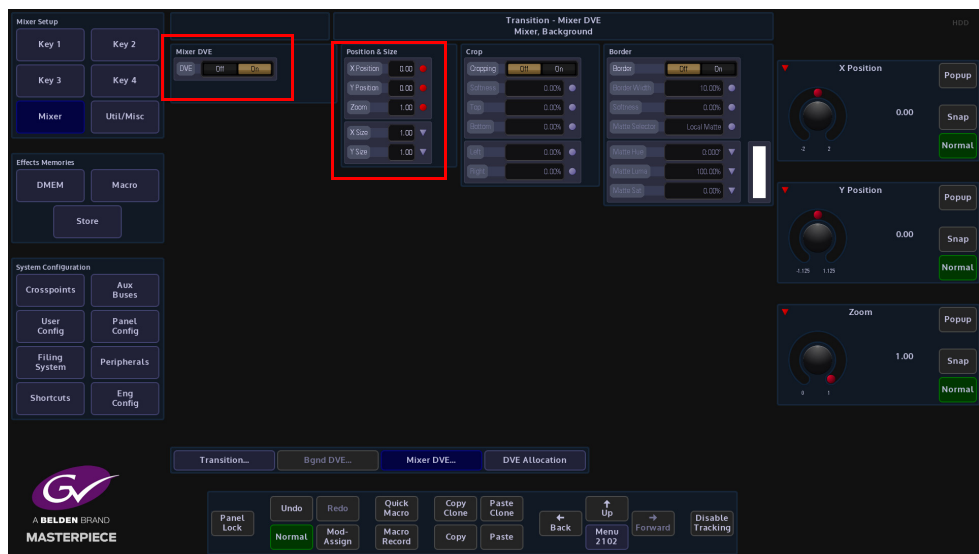 Mixer Setup
Key 1
Key 2
Key 3
Key 4
Mixer
Util/Misc
Effects Memories
DMEM
Macro
Store
System Configuration
Crosspoints
Aux
Buses
User
Config
Panel
Config
Filing
System
Peripherals
Shortcuts
Eng
Config
GV
A BELDEN BRAND
MASTERPIECE
Transition - Mixer DVE
Mixer, Background
HDD
Mixer DVE
DVE Off On
Position & Size
X Position 0.00
Y Position 0.00
Zoom 1.00
X Size 1.00
Y Size 1.00
Crop
Cropping Off On
Softness 0.00%
Top 0.00%
Bottom 0.00%
Left 0.00%
Right 0.00%
Border
Border Off On
Border Width 10.00%
Softness 0.00%
Matte Selector Local Matte
Matte Hue 0.000°
Matte Luma 100.00%
Matte Sat 0.00%
X Position
Popup
0.00
Snap
Normal
-2 2
Y Position
Popup
0.00
Snap
Normal
-1.125 1.125
Zoom
Popup
1.00
Snap
Normal
0 1
Transition...
Bgnd DVE...
Mixer DVE...
DVE Allocation
Panel
Lock
Undo
Redo
Normal
Mod-
Assign
Quick
Macro
Macro
Record
Copy
Clone
Paste
Clone
Copy
Paste
Back
Up
Menu
2102
Forward
Disable
Tracking